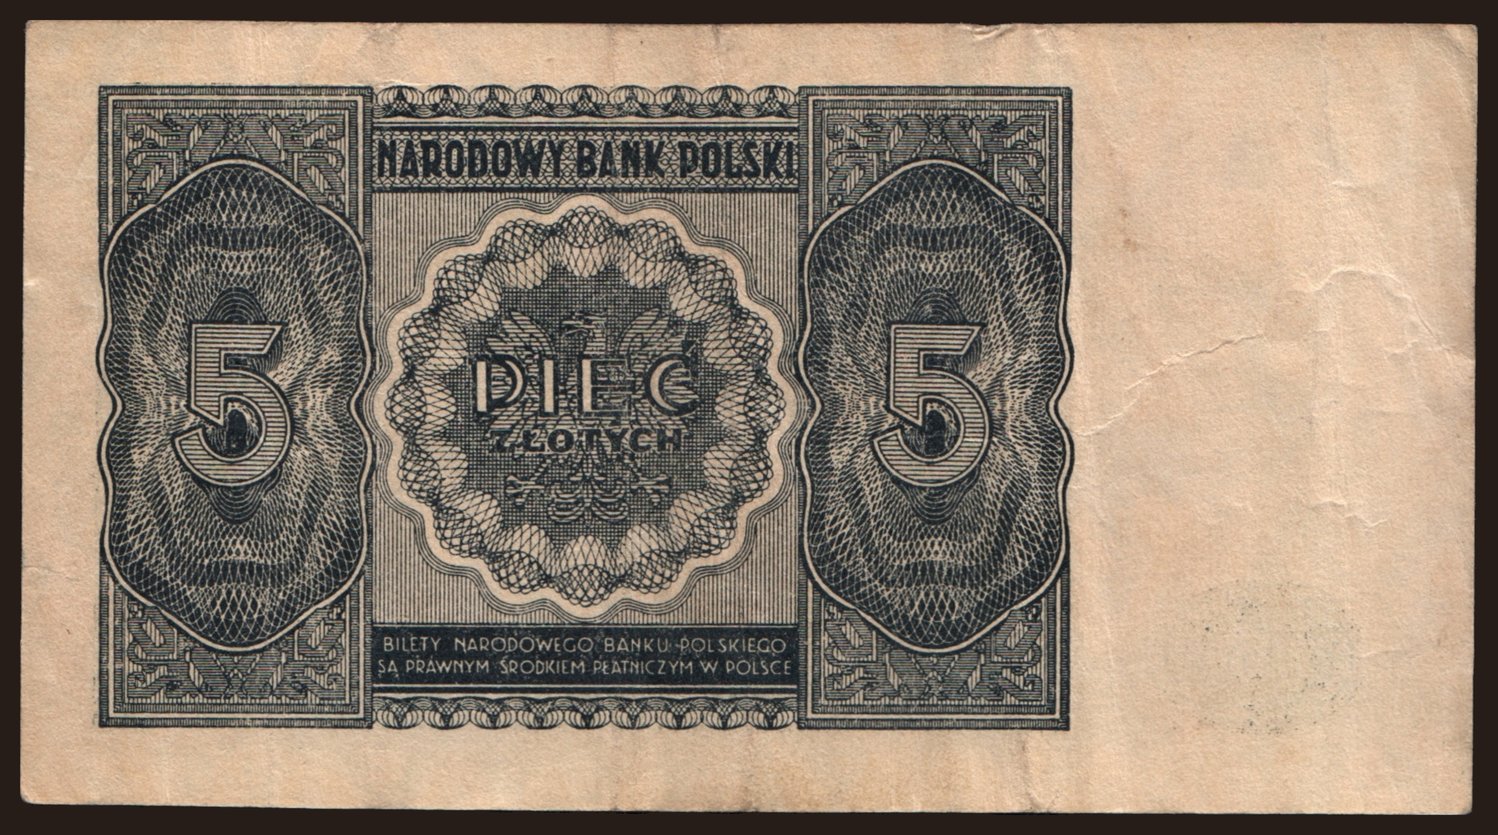 NARODOWY BANK POLSKI
5
PIĘĆ
ZŁOTYCH
5
BILETY NARODOWEGO BANKU POLSKIEGO
SĄ PRAWNYM ŚRODKIEM PŁATNICZYM W POLSCE